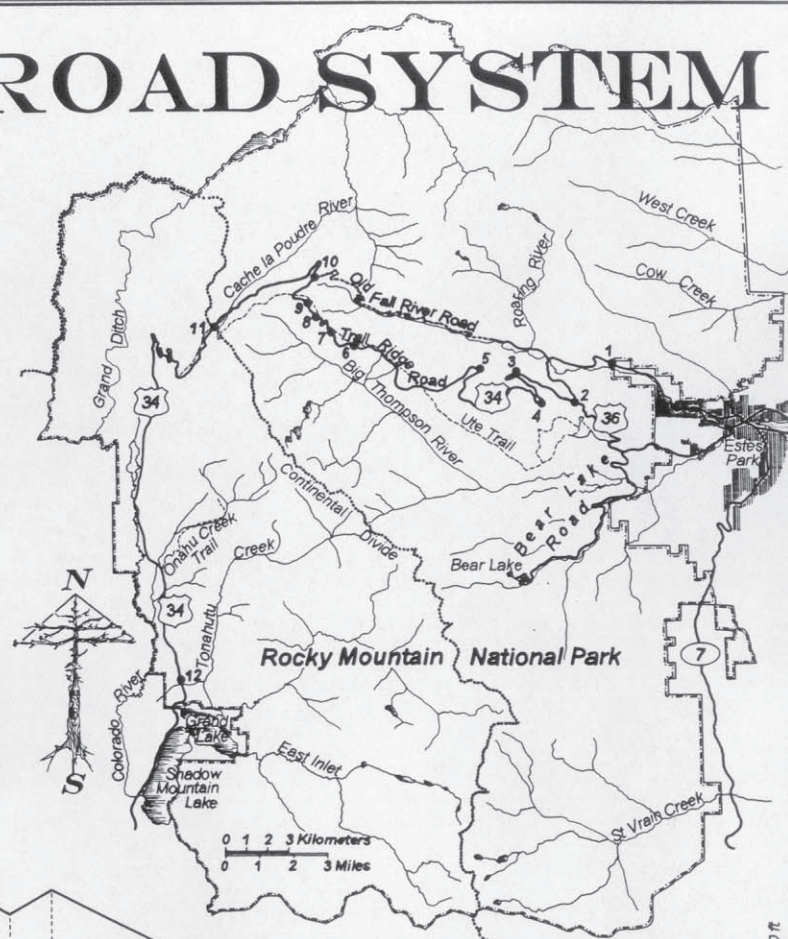 ROAD SYSTEM
West Creek
Cow Creek
Roaring River
Cache la Poudre River
10
2
Old Fall River Road
Grand Ditch
11
9
8
7
6
Trail Ridge Road
5
3
1
34
34
4
2
36
Big Thompson River
Ute Trail
Estes
Park
Bear Lake
Road
Continental Divide
Onahu Creek
Trail
Creek
Bear Lake
N
34
Tonahutu
Rocky Mountain National Park
7
12
Colorado River
Grand
Lake
East Inlet
S
Shadow
Mountain
Lake
St Vrain Creek
0 1 2 3 Kilometers
0 1 2 3 Miles